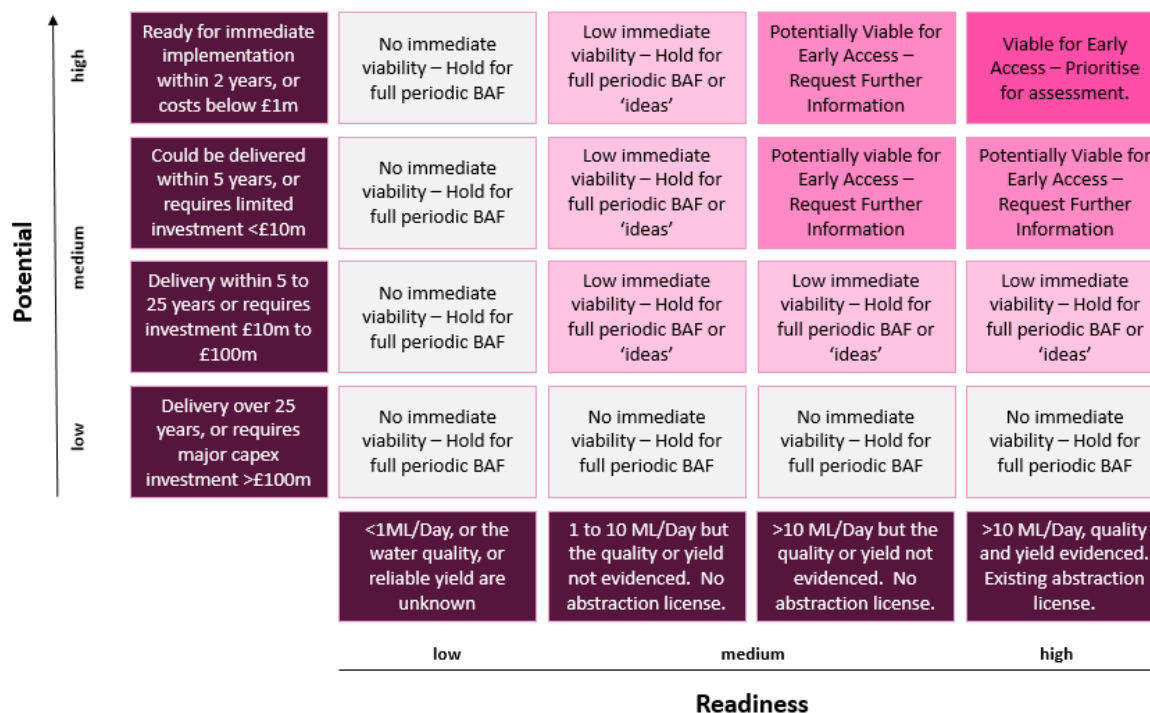 Potential
high
medium
low
Ready for immediate
implementation
within 2 years, or
costs below £1m
No immediate
viability – Hold for
full periodic BAF
Low immediate
viability – Hold for
full periodic BAF or
‘ideas’
Potentially Viable for
Early Access –
Request Further
Information
Viable for Early
Access – Prioritise
for assessment.
Could be delivered
within 5 years, or
requires limited
investment <£10m
No immediate
viability – Hold for
full periodic BAF
Low immediate
viability – Hold for
full periodic BAF or
‘ideas’
Potentially viable for
Early Access –
Request Further
Information
Potentially Viable for
Early Access –
Request Further
Information
Delivery within 5 to
25 years or requires
investment £10m to
£100m
No immediate
viability – Hold for
full periodic BAF
Low immediate
viability – Hold for
full periodic BAF or
‘ideas’
Low immediate
viability – Hold for
full periodic BAF or
‘ideas’
Low immediate
viability – Hold for
full periodic BAF or
‘ideas’
Delivery over 25
years, or requires
major capex
investment >£100m
No immediate
viability – Hold for
full periodic BAF
No immediate
viability – Hold for
full periodic BAF
No immediate
viability – Hold for
full periodic BAF
No immediate
viability – Hold for
full periodic BAF
<1ML/Day, or the
water quality, or
reliable yield are
unknown
1 to 10 ML/Day but
the quality or yield
not evidenced.  No
abstraction license.
>10 ML/Day but the
quality or yield not
evidenced.  No
abstraction license.
>10 ML/Day, quality
and yield evidenced.
Existing abstraction
license.
low
medium
high
Readiness